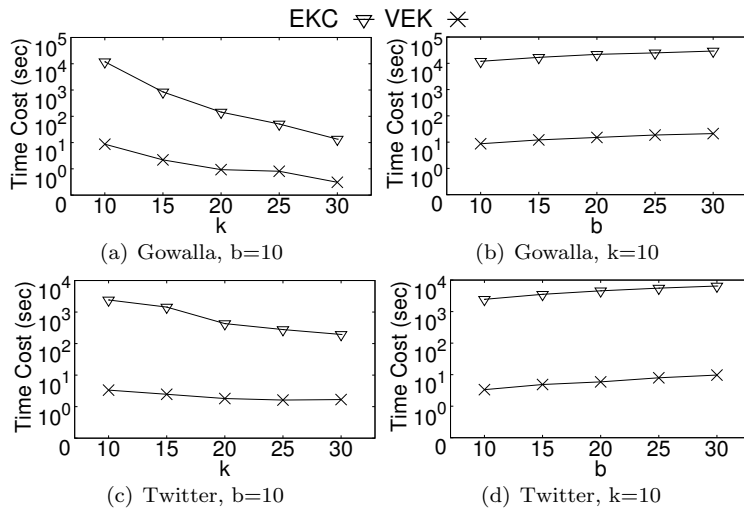 EKC VEK
Time Cost (sec)
10^5
10^4
10^3
10^2
10^1
10^0
0
10 15 20 25 30
k
(a) Gowalla, b=10
Time Cost (sec)
10^5
10^4
10^3
10^2
10^1
10^0
0
10 15 20 25 30
b
(b) Gowalla, k=10
Time Cost (sec)
10^4
10^3
10^2
10^1
10^0
0
10 15 20 25 30
k
(c) Twitter, b=10
Time Cost (sec)
10^4
10^3
10^2
10^1
10^0
0
10 15 20 25 30
b
(d) Twitter, k=10